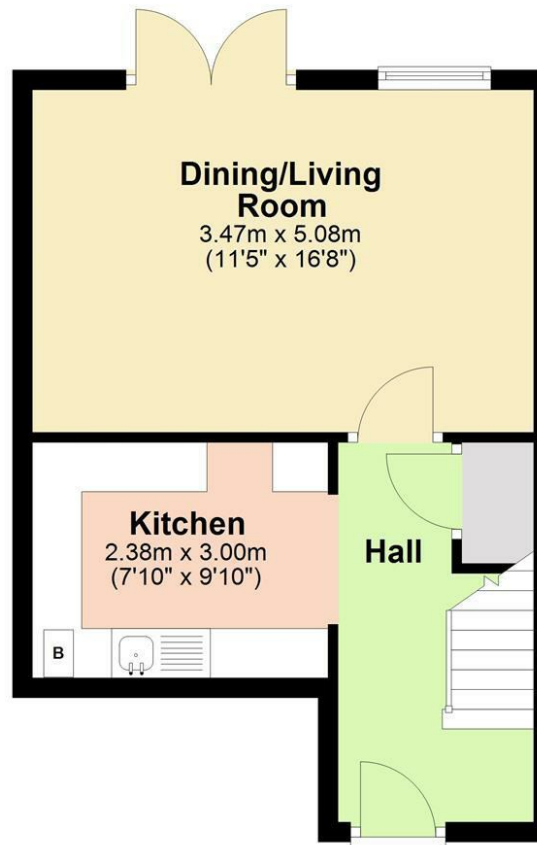 Dining/Living
Room
3.47m x 5.08m
(11'5" x 16'8")
Kitchen
2.38m x 3.00m
(7'10" x 9'10")
Hall
B